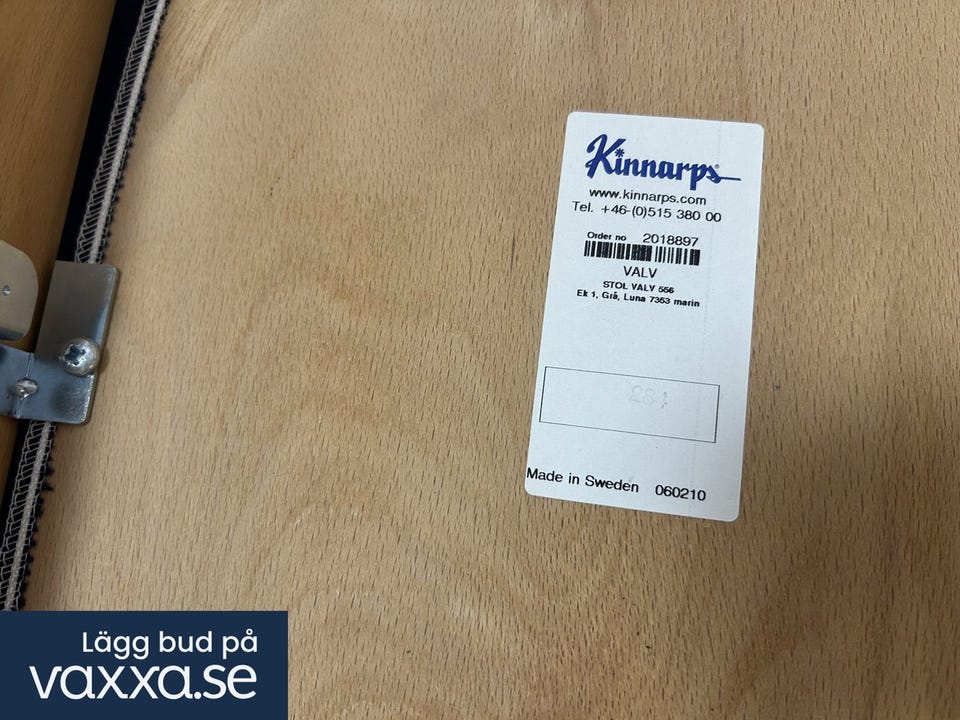 Kinnarps
www.kinnarps.com
Tel. +46-(0)515 380 00
Order no 2018897
VALV
STOL VALV 556
Ek 1, Grå, Luna 7353 marin
Made in Sweden 060210
Lägg bud på
vaxxa.se